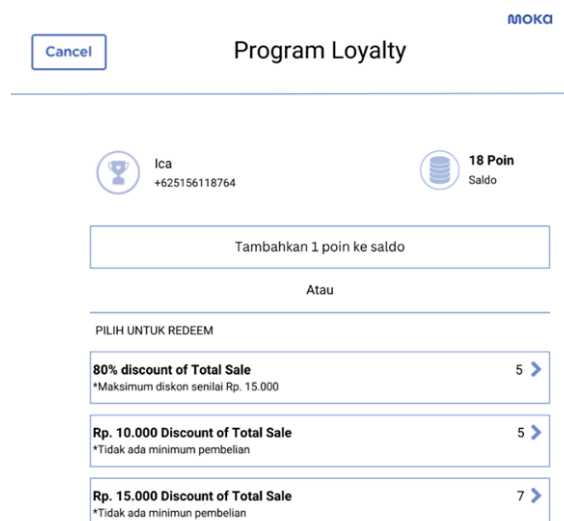 MOKA
Cancel
Program Loyalty
Ica
+625156118764
18 Poin
Saldo
Tambahkan 1 poin ke saldo
Atau
PILIH UNTUK REDEEM
80% discount of Total Sale
5
*Maksimum diskon senilai Rp. 15.000
Rp. 10.000 Discount of Total Sale
5
*Tidak ada minimum pembelian
Rp. 15.000 Discount of Total Sale
7
*Tidak ada minimun pembelian